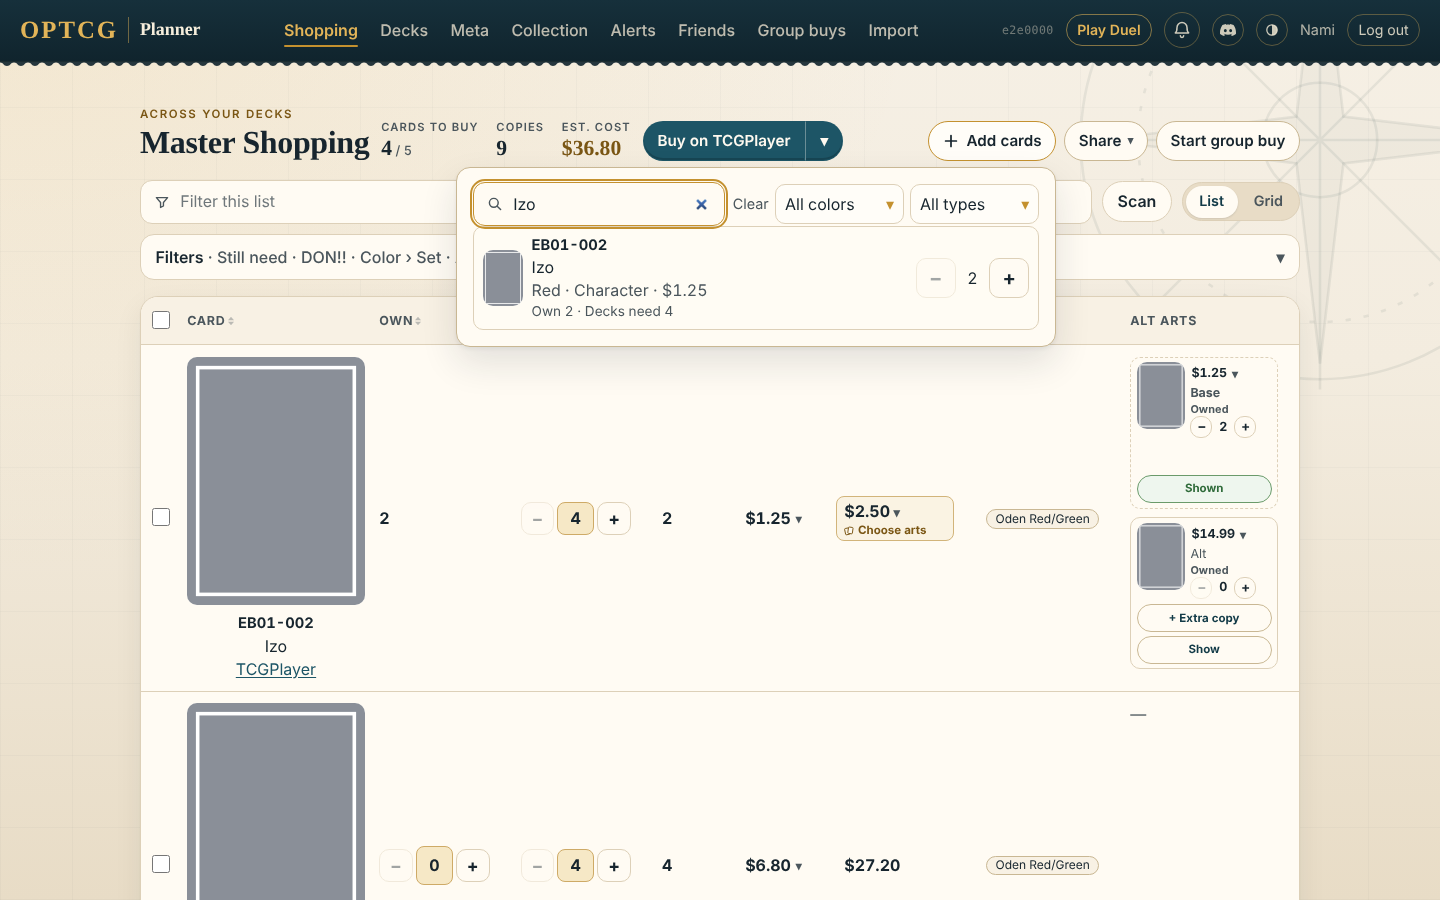 OPTCG Planner
Shopping Decks Meta Collection Alerts Friends Group buys Import
e2e0000 Play Duel Nami Log out
ACROSS YOUR DECKS
Master Shopping
CARDS TO BUY
4 / 5
COPIES
9
EST. COST
$36.80
Buy on TCGPlayer ▼
+ Add cards
Share ▾
Start group buy
Filter this list
Scan
List Grid
Izo
Clear
All colors ▼
All types ▼
EB01-002
Izo
Red · Character · $1.25
Own 2 · Decks need 4
− 2 +
Filters · Still need · DON!! · Color › Set ·
CARD OWN ALT ARTS
2
− 4 +
2
$1.25 ▾
$2.50 ▾
Choose arts
Oden Red/Green
EB01-002
Izo
TCGPlayer
$1.25 ▾
Base
Owned
− 2 +
Shown
$14.99 ▾
Alt
Owned
− 0 +
+ Extra copy
Show
− 0 +
− 4 +
4
$6.80 ▾
$27.20
Oden Red/Green
—